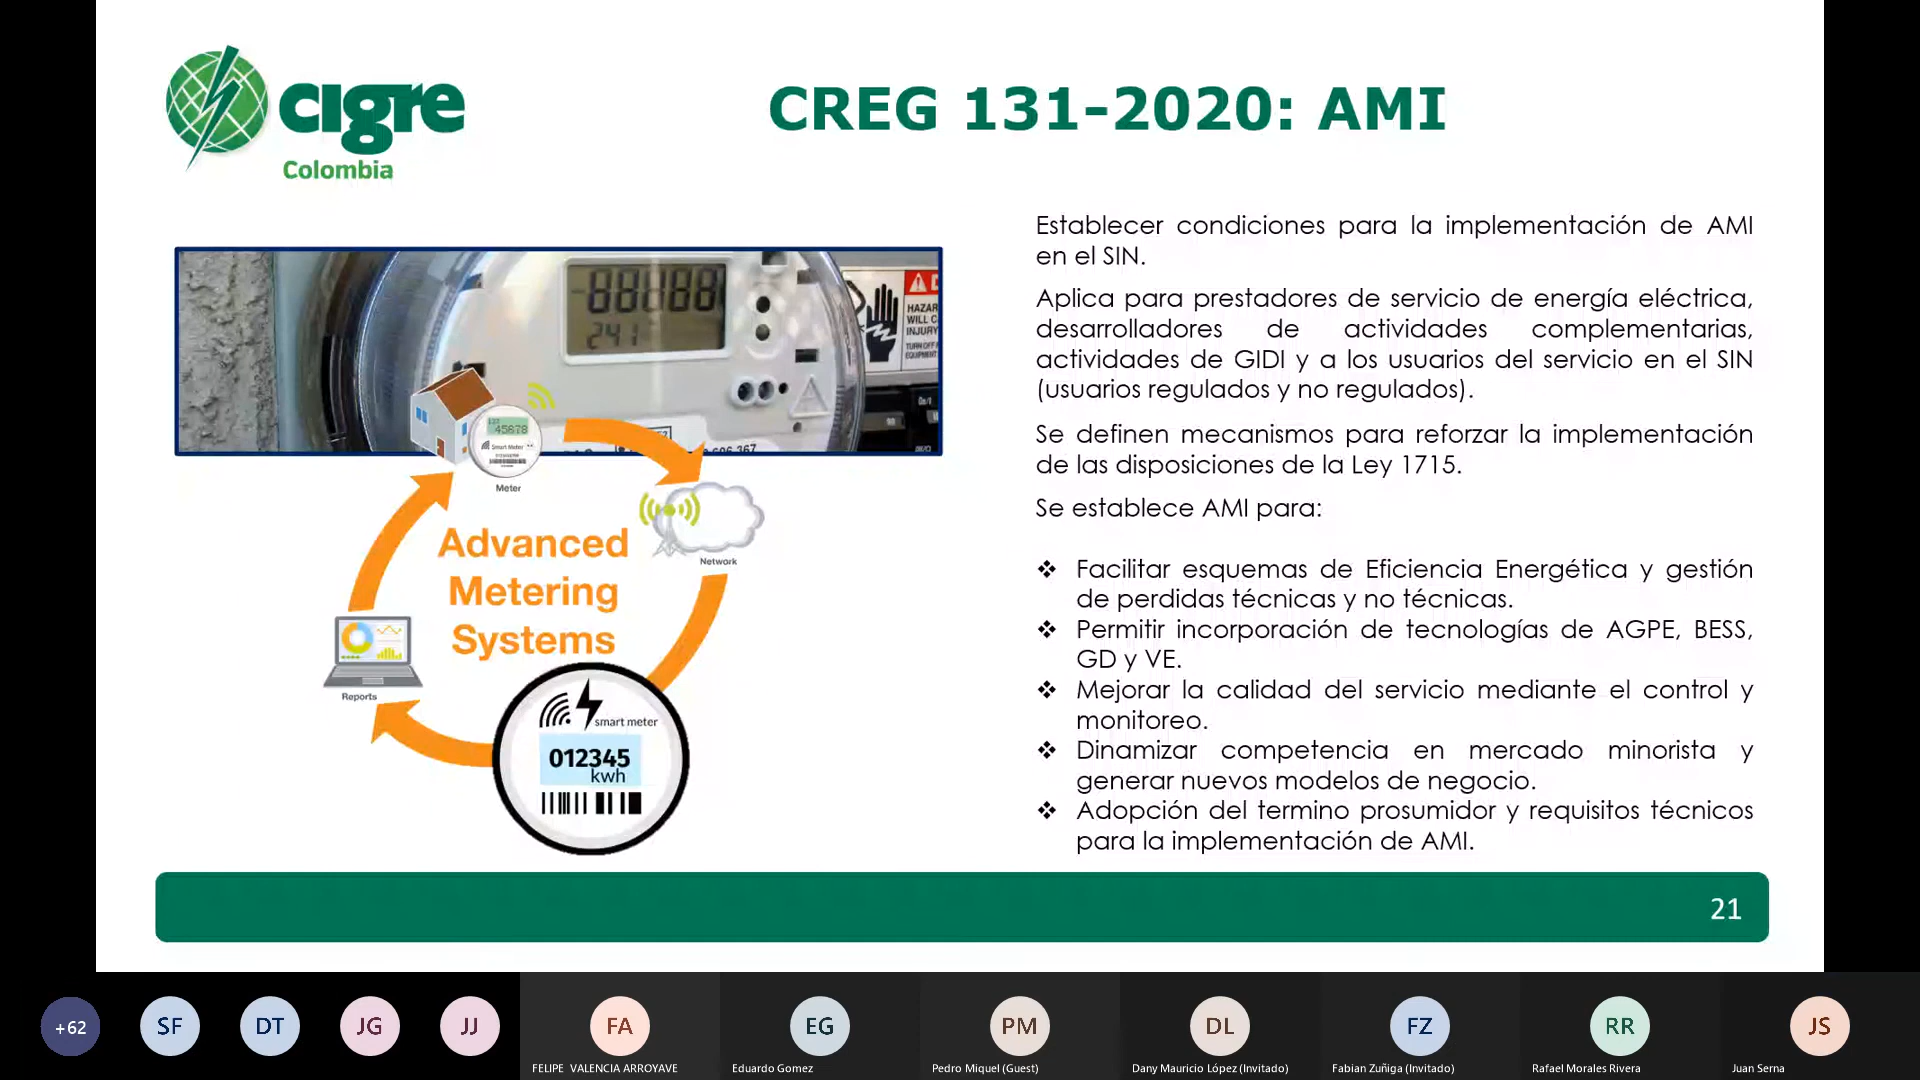 cigre
Colombia
CREG 131-2020: AMI
Establecer condiciones para la implementación de AMI
en el SIN.
Aplica para prestadores de servicio de energía eléctrica,
desarrolladores de actividades complementarias,
actividades de GIDI y a los usuarios del servicio en el SIN
(usuarios regulados y no regulados).
Se definen mecanismos para reforzar la implementación
de las disposiciones de la Ley 1715.
Se establece AMI para:
❖ Facilitar esquemas de Eficiencia Energética y gestión
de perdidas técnicas y no técnicas.
❖ Permitir incorporación de tecnologías de AGPE, BESS,
GD y VE.
❖ Mejorar la calidad del servicio mediante el control y
monitoreo.
❖ Dinamizar competencia en mercado minorista y
generar nuevos modelos de negocio.
❖ Adopción del termino prosumidor y requisitos técnicos
para la implementación de AMI.
88888
241
HAZAR
WILL C
INJURY
TURN OFF
EQUIPMENT
45678
Smart Meter
Meter
Network
Advanced
Metering
Systems
Reports
smart meter
012345
kwh
21
+62
SF
DT
JG
JJ
FA
EG
PM
DL
FZ
RR
JS
FELIPE VALENCIA ARROYAVE
Eduardo Gomez
Pedro Miquel (Guest)
Dany Mauricio López (Invitado)
Fabian Zuñiga (Invitado)
Rafael Morales Rivera
Juan Serna